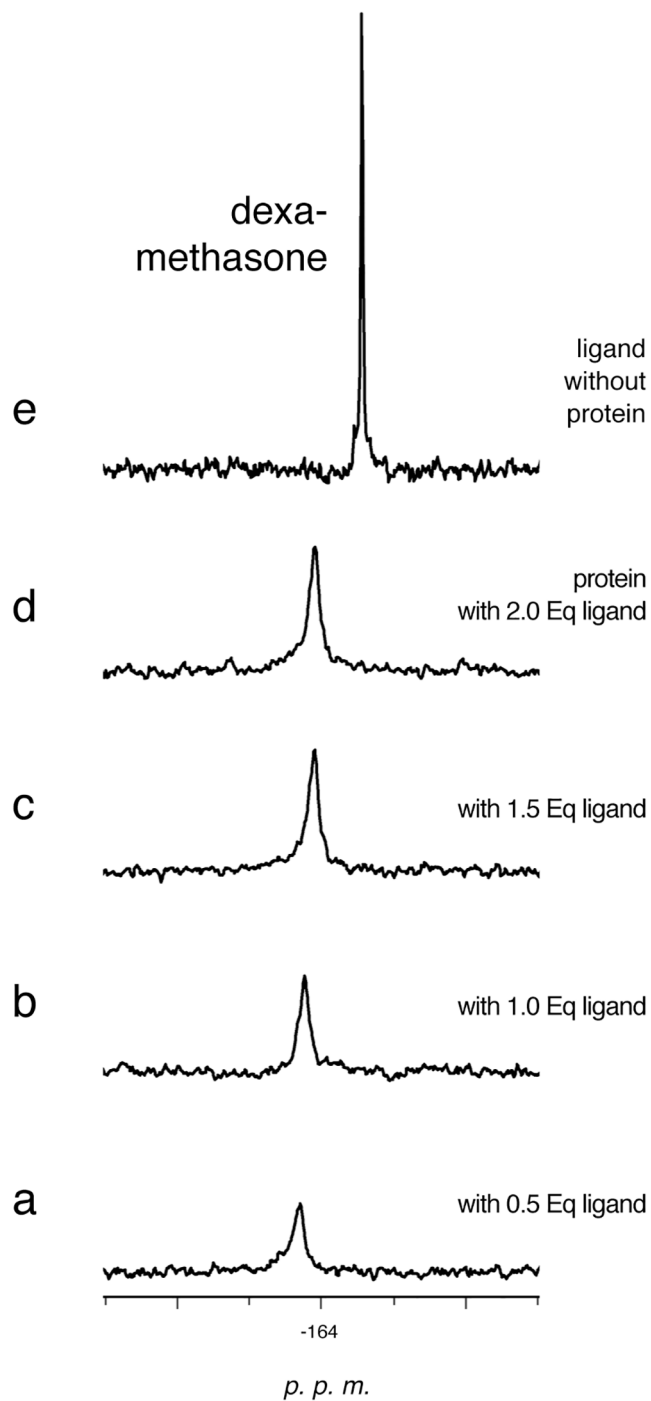 dexa-
methasone
ligand
without
protein
e
protein
with 2.0 Eq ligand
d
with 1.5 Eq ligand
c
with 1.0 Eq ligand
b
with 0.5 Eq ligand
a
-164
p. p. m.